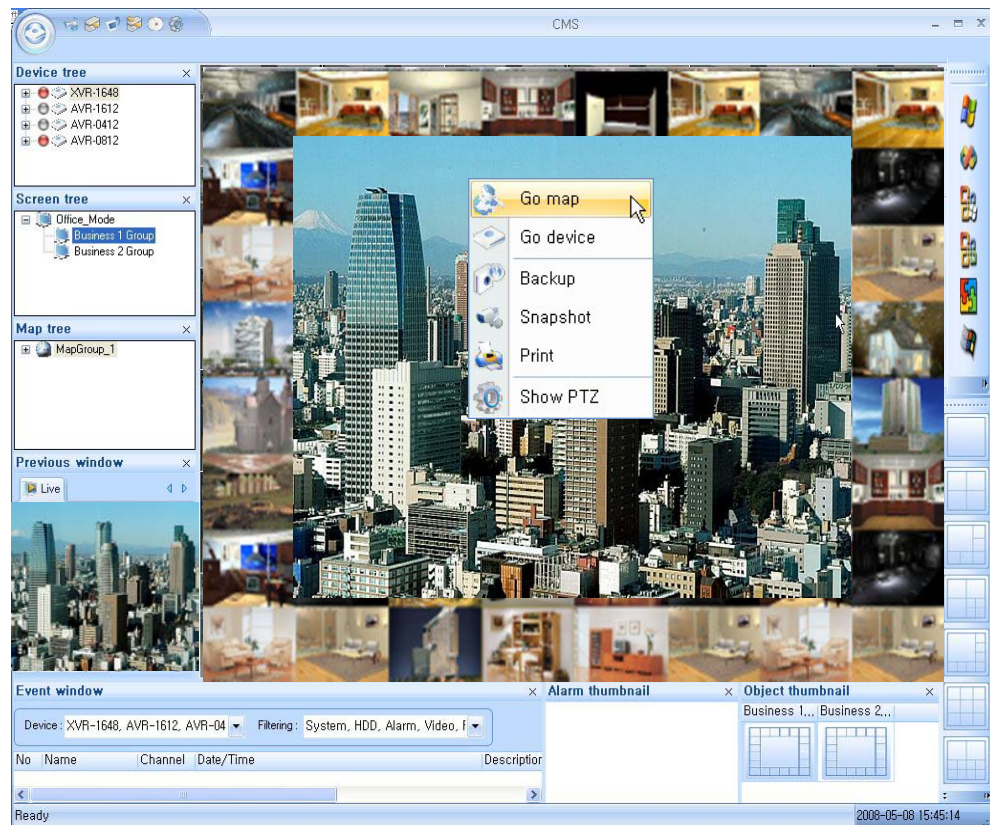 CMS
Device tree
XVR-1648
AVR-1612
AVR-0412
AVR-0812
Screen tree
Office_Mode
Business 1 Group
Business 2 Group
Map tree
MapGroup_1
Previous window
Live
Go map
Go device
Backup
Snapshot
Print
Show PTZ
Event window
Device : XVR-1648, AVR-1612, AVR-04 Filtering : System, HDD, Alarm, Video, F
No Name Channel Date/Time Description
Alarm thumbnail
Object thumbnail
Business 1... Business 2...
Ready
2008-05-08 15:45:14